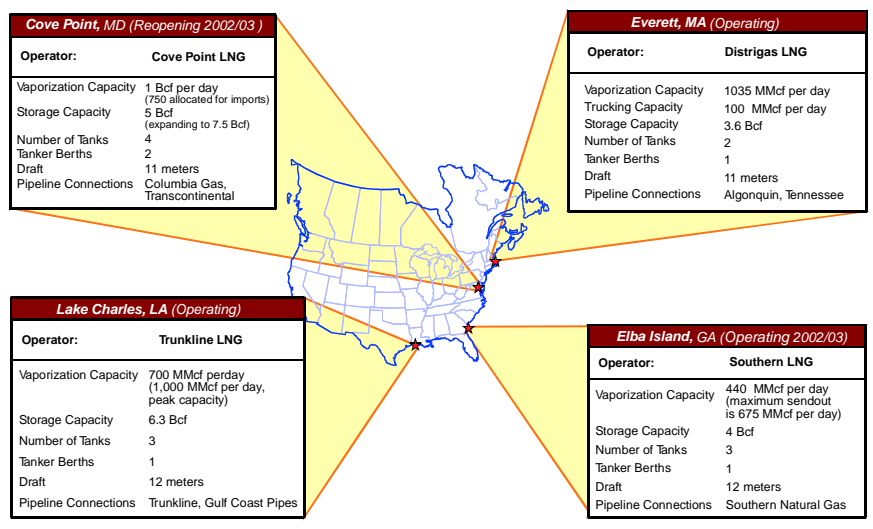 Cove Point, MD (Reopening 2002/03 )
Operator: Cove Point LNG
Vaporization Capacity 1 Bcf per day
(750 allocated for imports)
Storage Capacity 5 Bcf
(expanding to 7.5 Bcf)
Number of Tanks 4
Tanker Berths 2
Draft 11 meters
Pipeline Connections Columbia Gas,
Transcontinental
Everett, MA (Operating)
Operator: Distrigas LNG
Vaporization Capacity 1035 MMcf per day
Trucking Capacity 100 MMcf per day
Storage Capacity 3.6 Bcf
Number of Tanks 2
Tanker Berths 1
Draft 11 meters
Pipeline Connections Algonquin, Tennessee
Lake Charles, LA (Operating)
Operator: Trunkline LNG
Vaporization Capacity 700 MMcf perday
(1,000 MMcf per day,
peak capacity)
Storage Capacity 6.3 Bcf
Number of Tanks 3
Tanker Berths 1
Draft 12 meters
Pipeline Connections Trunkline, Gulf Coast Pipes
Elba Island, GA (Operating 2002/03)
Operator: Southern LNG
Vaporization Capacity 440 MMcf per day
(maximum sendout
is 675 MMcf per day)
Storage Capacity 4 Bcf
Number of Tanks 3
Tanker Berths 1
Draft 12 meters
Pipeline Connections Southern Natural Gas